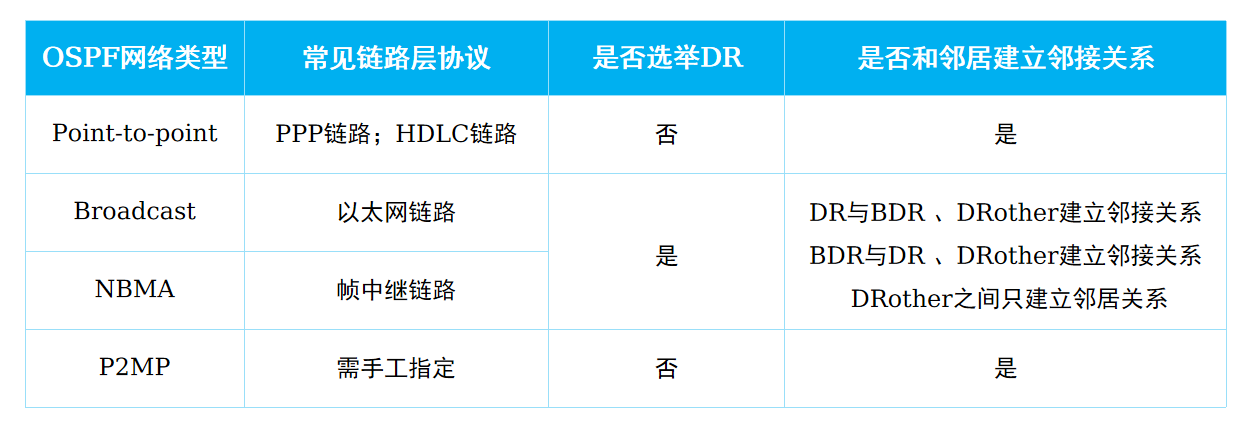 OSPF网络类型 常见链路层协议 是否选举DR 是否和邻居建立邻接关系
Point-to-point PPP链路；HDLC链路 否 是
Broadcast 以太网链路
NBMA 帧中继链路
是
DR与BDR 、DRother建立邻接关系
BDR与DR 、DRother建立邻接关系
DRother之间只建立邻居关系
P2MP 需手工指定 否 是